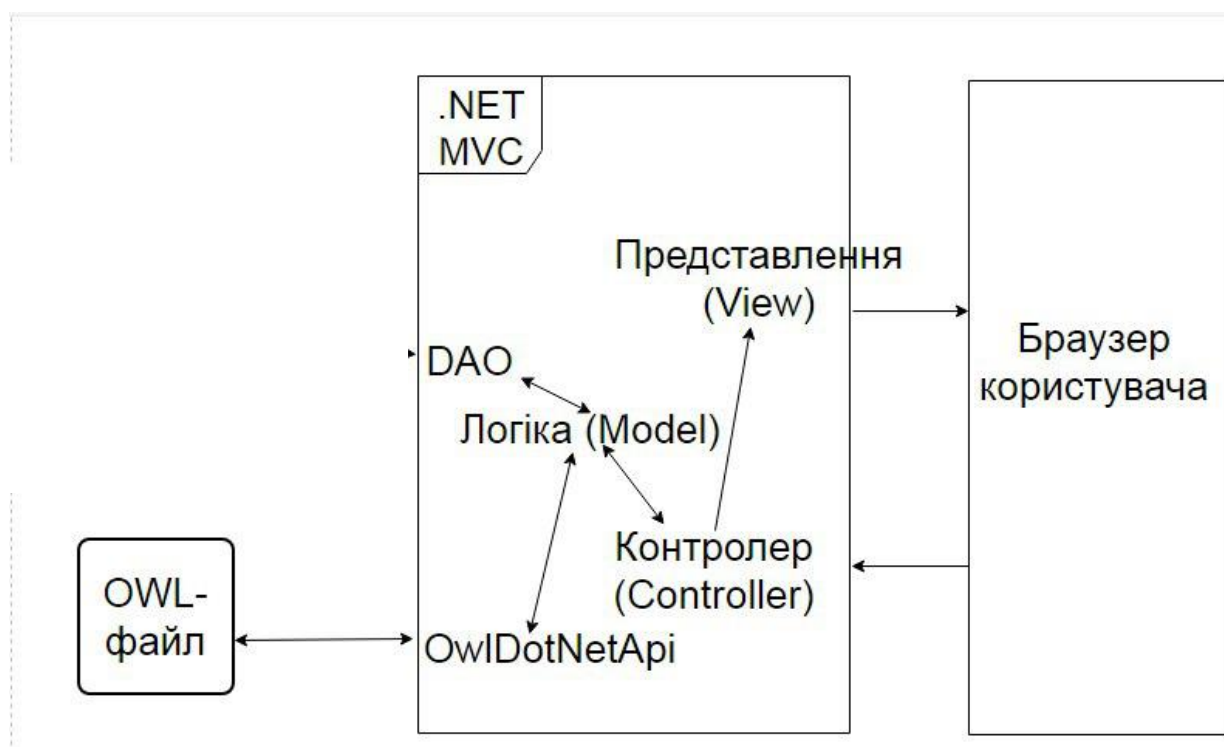 .NET
MVC
Представлення
(View)
Браузер
користувача
DAO
Логіка (Model)
Контролер
(Controller)
OWL-
файл
OwlDotNetApi